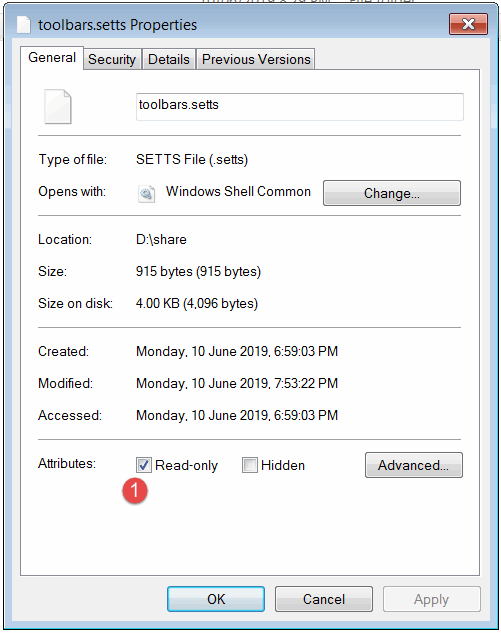 toolbars.setts Properties
General Security Details Previous Versions
toolbars.setts
Type of file: SETTS File (.setts)
Opens with: Windows Shell Common Change...
Location: D:\share
Size: 915 bytes (915 bytes)
Size on disk: 4.00 KB (4,096 bytes)
Created: Monday, 10 June 2019, 6:59:03 PM
Modified: Monday, 10 June 2019, 7:53:22 PM
Accessed: Monday, 10 June 2019, 6:59:03 PM
Attributes: Read-only Hidden Advanced...
1
OK Cancel Apply